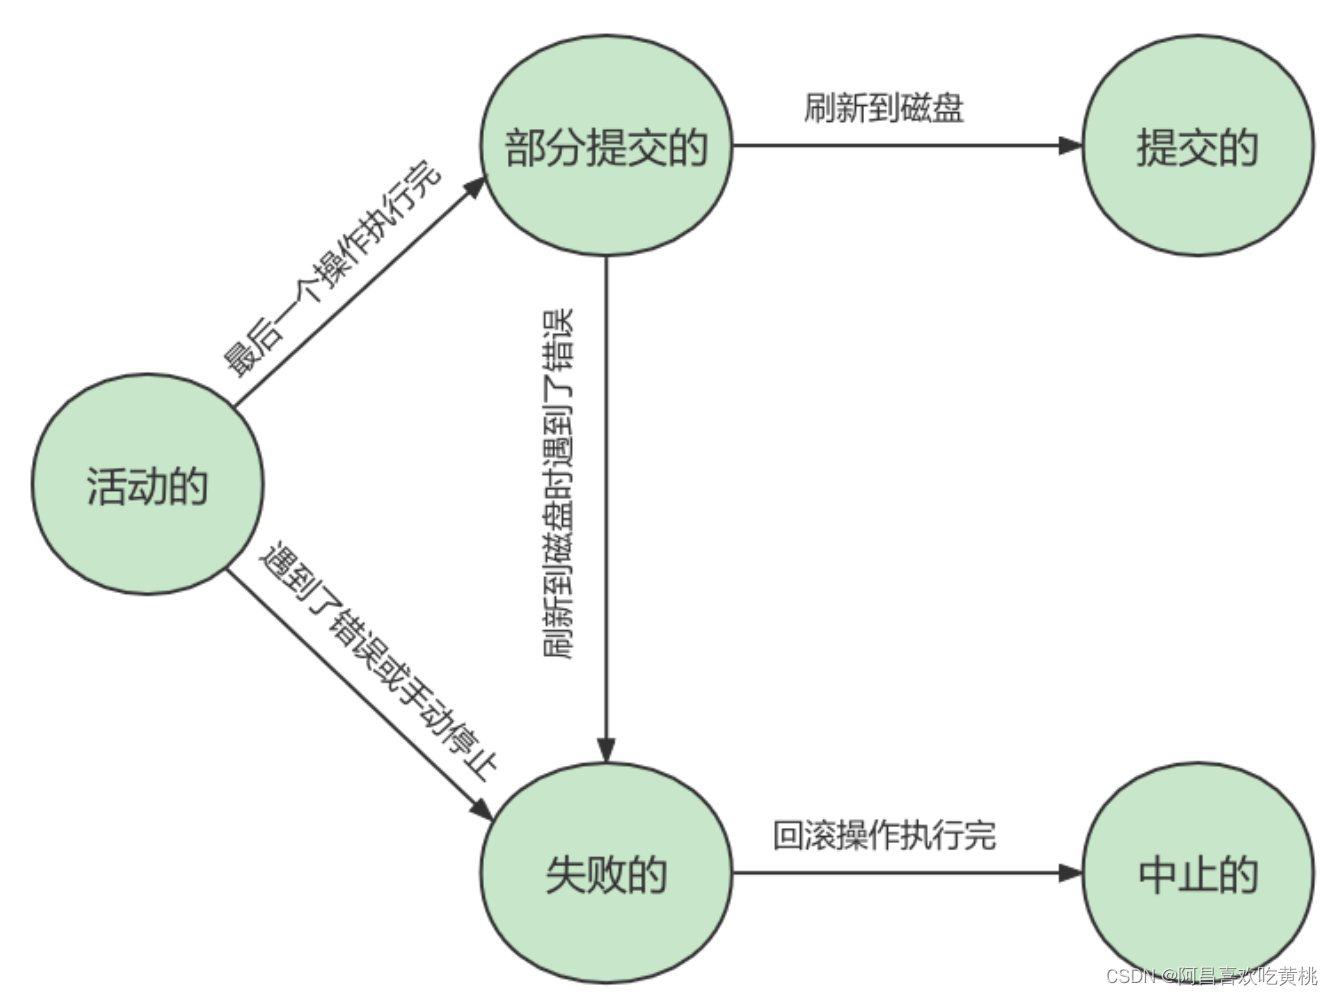 部分提交的
刷新到磁盘
提交的
最后一个操作执行完
刷新到磁盘时遇到了错误
活动的
遇到了错误或手动停止
失败的
回滚操作执行完
中止的
CSDN @阿昌喜欢吃黄桃